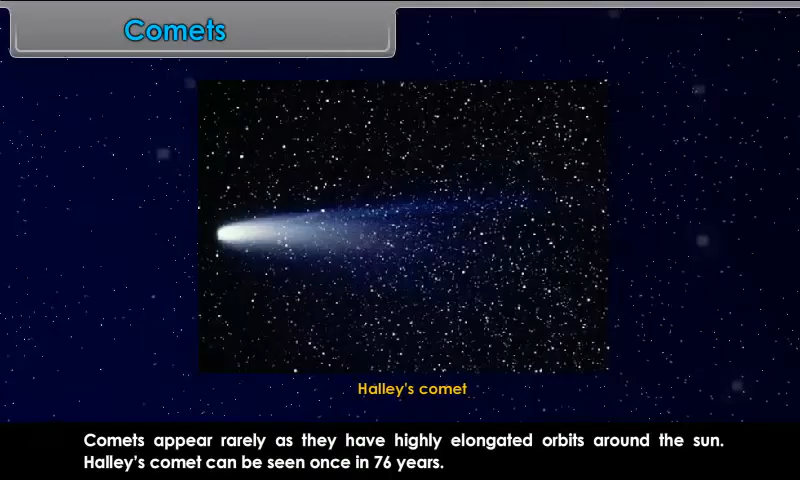 Comets
Halley's comet
Comets appear rarely as they have highly elongated orbits around the sun.
Halley's comet can be seen once in 76 years.